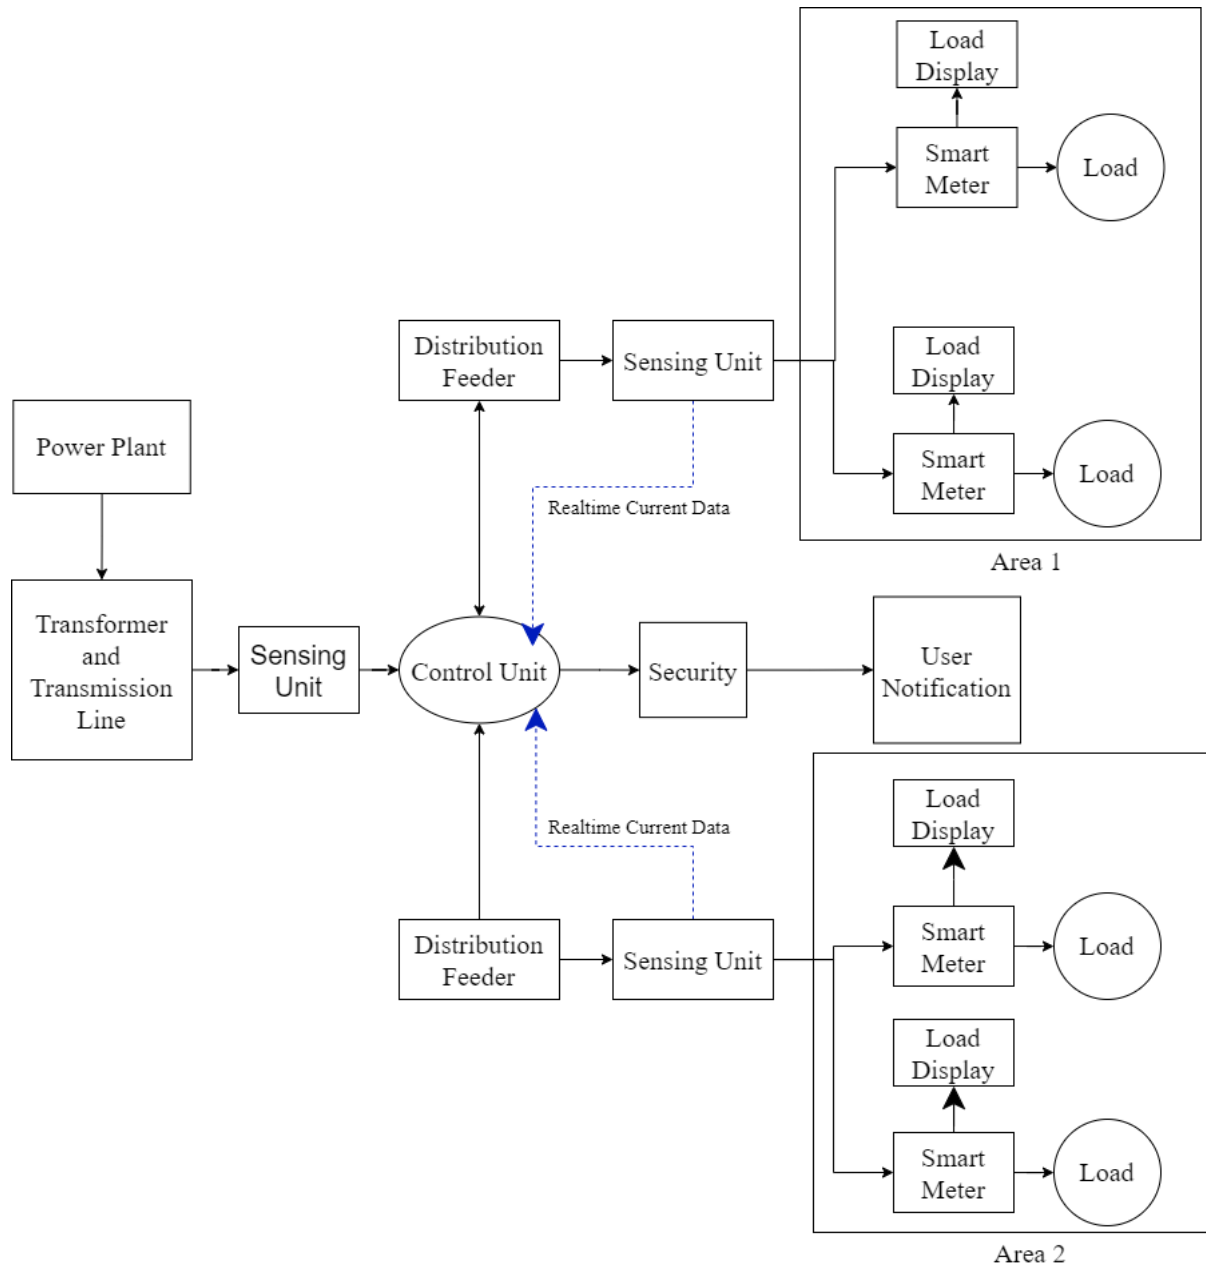 Load
Display
Smart
Meter
Load
Distribution
Feeder
Sensing Unit
Load
Display
Smart
Meter
Load
Realtime Current Data
Area 1
Power Plant
Transformer
and
Transmission
Line
Sensing
Unit
Control Unit
Security
User
Notification
Realtime Current Data
Distribution
Feeder
Sensing Unit
Load
Display
Smart
Meter
Load
Load
Display
Smart
Meter
Load
Area 2